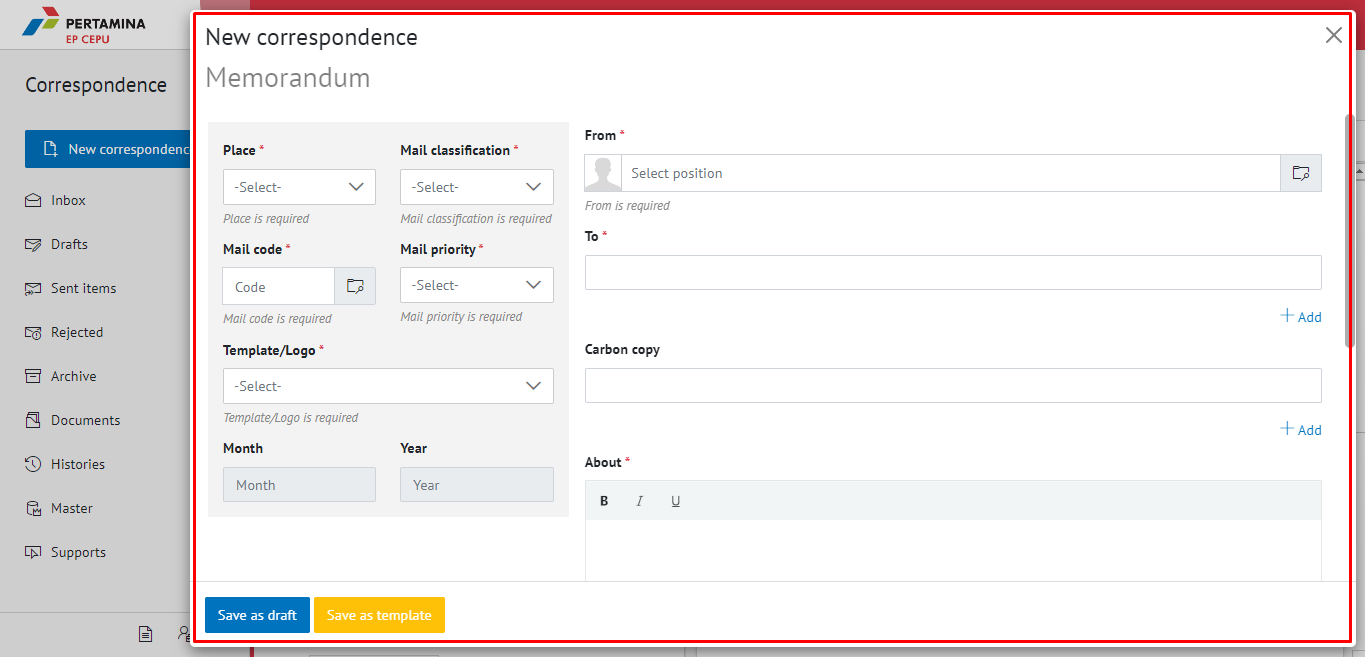 PERTAMINA
EP CEPU
Correspondence
New correspondenc
Inbox
Drafts
Sent items
Rejected
Archive
Documents
Histories
Master
Supports
New correspondence
Memorandum
Place *
Mail classification *
-Select-
-Select-
Place is required
Mail classification is required
Mail code *
Mail priority *
Code
-Select-
Mail code is required
Mail priority is required
Template/Logo *
-Select-
Template/Logo is required
Month
Year
Month
Year
From *
Select position
From is required
To *
+ Add
Carbon copy
+ Add
About *
B I U
Save as draft
Save as template